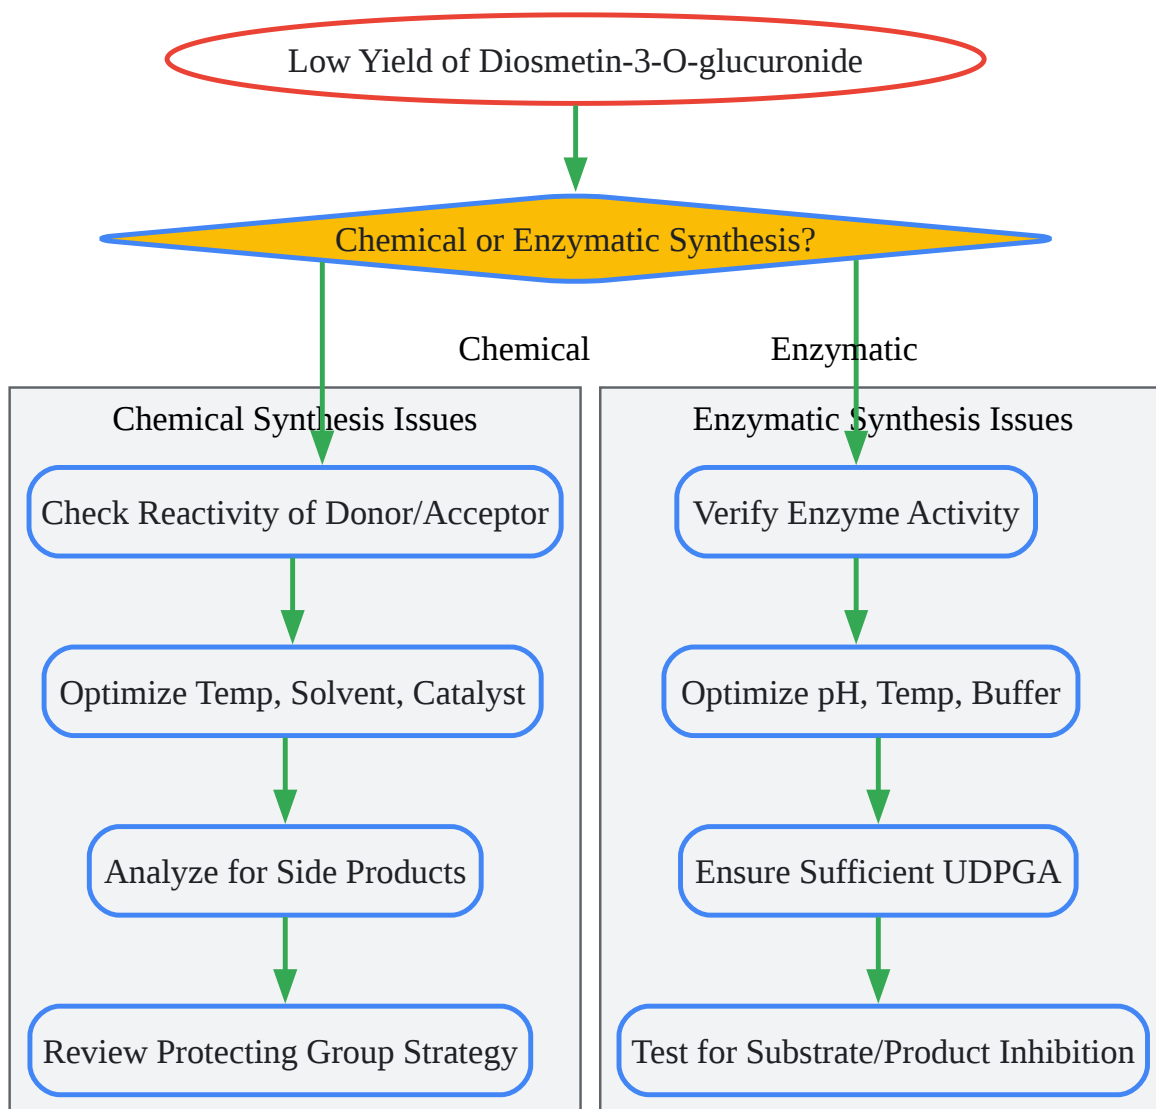 Low Yield of Diosmetin-3-O-glucuronide
Chemical or Enzymatic Synthesis?
Chemical
Enzymatic
Chemical Synthesis Issues
Check Reactivity of Donor/Acceptor
Optimize Temp, Solvent, Catalyst
Analyze for Side Products
Review Protecting Group Strategy
Enzymatic Synthesis Issues
Verify Enzyme Activity
Optimize pH, Temp, Buffer
Ensure Sufficient UDPGA
Test for Substrate/Product Inhibition